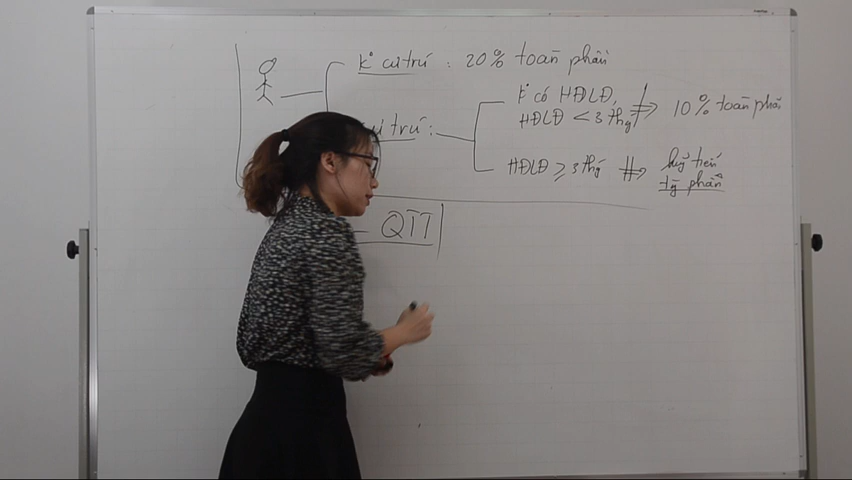 k° cư trú : 20% toàn phần
cư trú :
k° có HĐLĐ,
HĐLĐ < 3 thg
⇒ 10% toàn phần
HĐLĐ ≥ 3 thg ⇒ luỹ tiến
từng phần
QTT